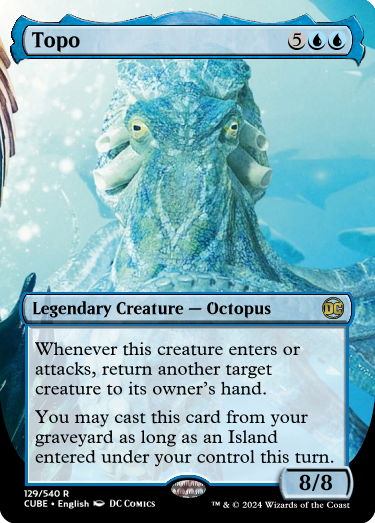 Topo 5
Legendary Creature — Octopus DC
Whenever this creature enters or
attacks, return another target
creature to its owner's hand.
You may cast this card from your
graveyard as long as an Island
entered under your control this turn.
8/8
129/540 R
CUBE • English DC COMICS ™ & © 2024 Wizards of the Coast